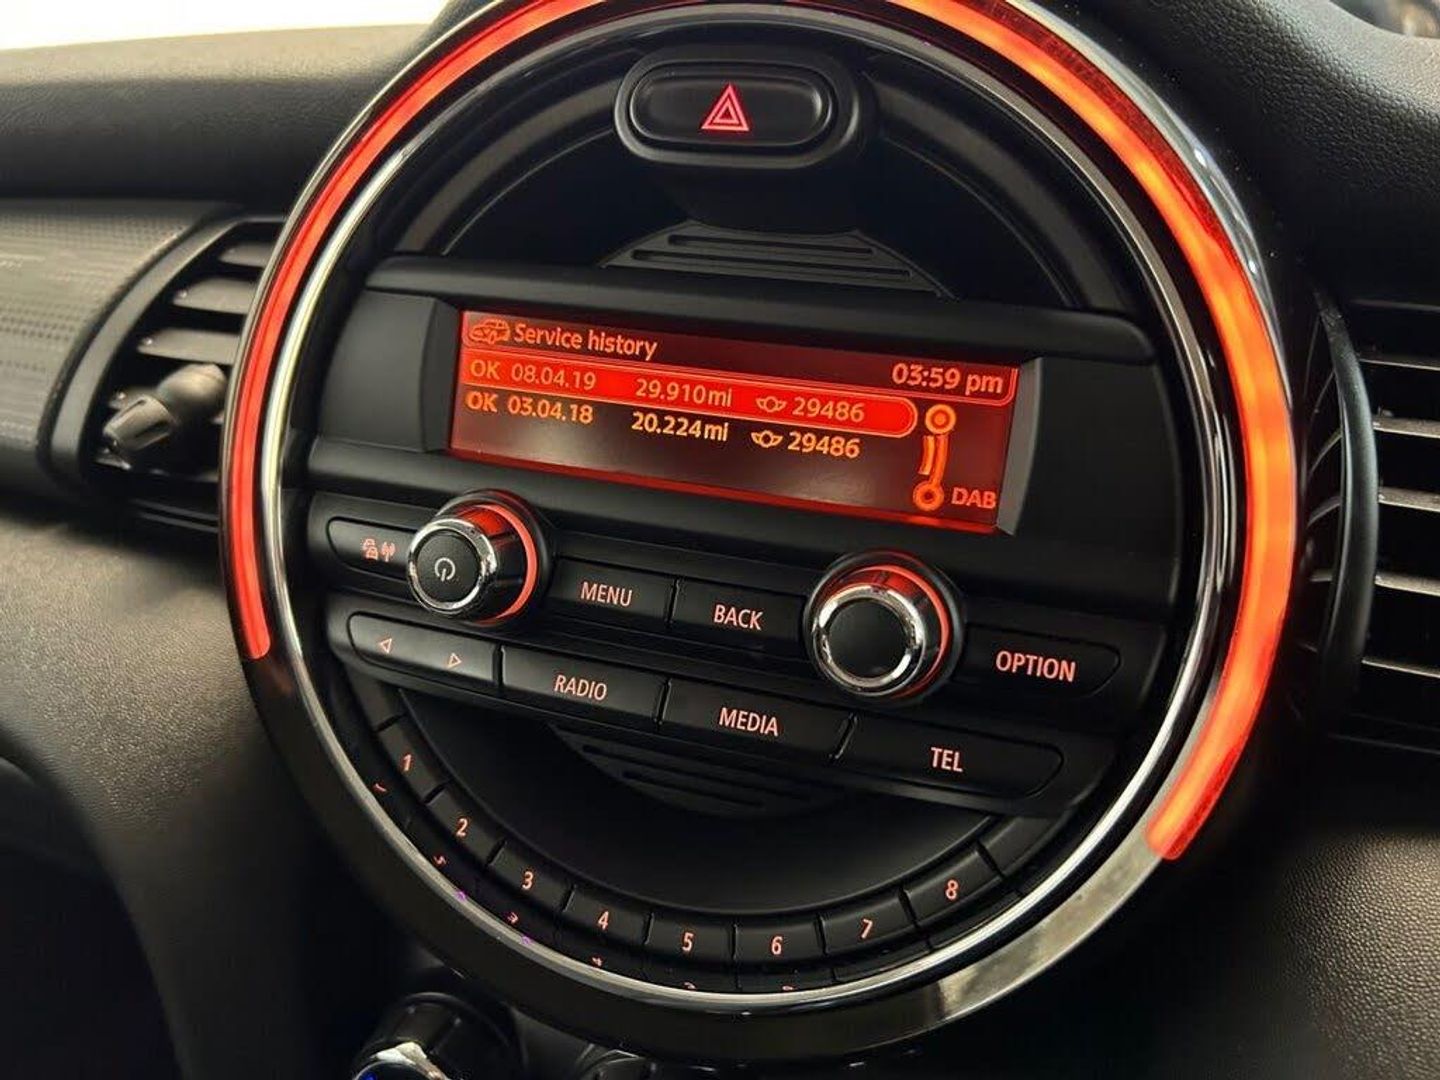 Service history
03:59 pm
OK 08.04.19 29.910mi 29486
OK 03.04.18 20.224mi 29486
DAB
MENU
BACK
OPTION
RADIO
MEDIA
TEL
1
2
3
4
5
6
7
8